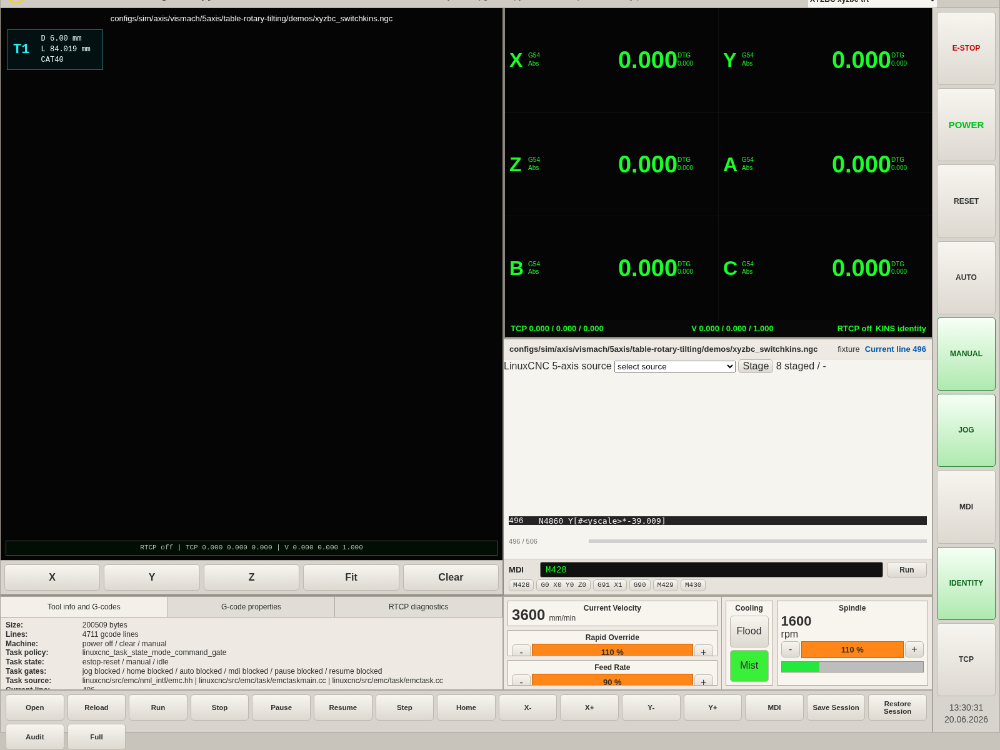 configs/sim/axis/vismach/table-rotary-tilting/demos/xyzbc_switchkins.ngc
T1
D 6.00 mm
L 84.019 mm
CAT40
RTCP off | TCP 0.000 0.000 0.000 | V 0.000 0.000 1.000
X
Y
Z
Fit
Clear
X G54 Abs 0.000 DTG 0.000
Y G54 Abs 0.000 DTG 0.000
Z G54 Abs 0.000 DTG 0.000
A G54 Abs 0.000 DTG 0.000
B G54 Abs 0.000 DTG 0.000
C G54 Abs 0.000 DTG 0.000
TCP 0.000 / 0.000 / 0.000
V 0.000 / 0.000 / 1.000
RTCP off KINS identity
configs/sim/axis/vismach/5axis/table-rotary-tilting/demos/xyzbc_switchkins.ngc
fixture Current line 496
LinuxCNC 5-axis source select source Stage 8 staged / -
496 N4860 Y[#<yscale>*-39.009]
496 / 506
MDI M428 Run
M428 G0 X0 Y0 Z0 G91 X1 G90 M429 M430
Tool info and G-codes
G-code properties
RTCP diagnostics
Size: 200509 bytes
Lines: 4711 gcode lines
Machine: power off / clear / manual
Task policy: linuxcnc_task_state_mode_command_gate
Task state: estop-reset / manual / idle
Task gates: jog blocked / home blocked / auto blocked / mdi blocked / pause blocked / resume blocked
Task source: linuxcnc/src/emc/nml_intf/emc.hh | linuxcnc/src/emc/task/emctaskmain.cc | linuxcnc/src/emc/task/emctask.cc
Current line: 496
Current Velocity
3600 mm/min
Rapid Override
- 110 % +
Feed Rate
- 90 % +
Cooling
Flood
Mist
Spindle
1600
rpm
- 110 % +
Open
Reload
Run
Stop
Pause
Resume
Step
Home
X-
X+
Y-
Y+
MDI
Save Session
Restore
Session
Audit
Full
E-STOP
POWER
RESET
AUTO
MANUAL
JOG
MDI
IDENTITY
TCP
13:30:31
20.06.2026